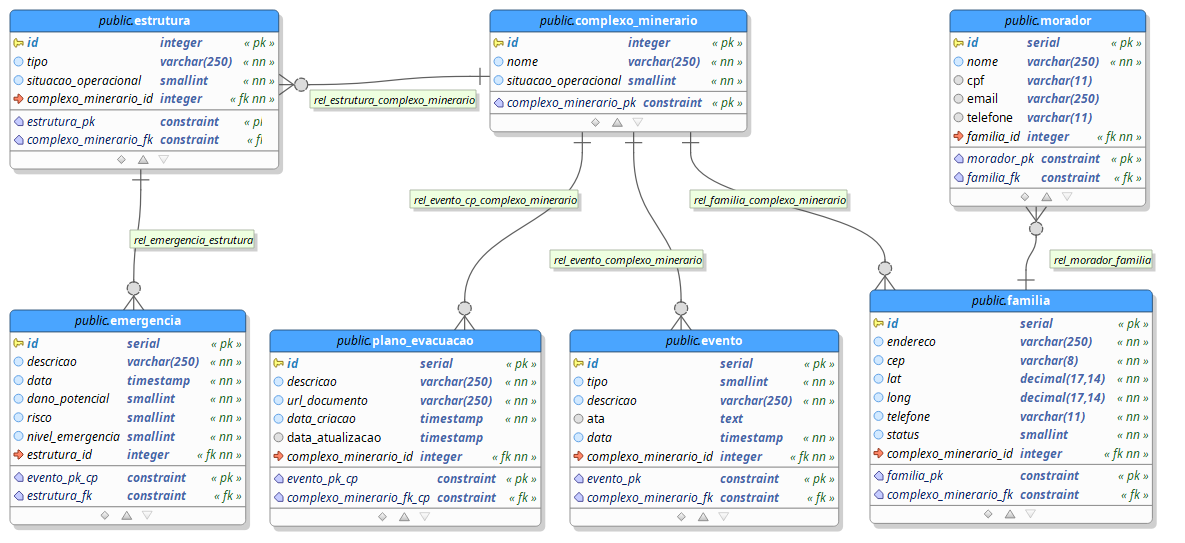 public.estrutura
id integer « pk »
tipo varchar(250) « nn »
situacao_operacional smallint « nn »
complexo_minerario_id integer « fk nn »
estrutura_pk constraint « p
complexo_minerario_fk constraint « f
public.complexo_minerario
id integer « pk »
nome varchar(250) « nn »
situacao_operacional smallint « nn »
complexo_minerario_pk constraint « pk »
public.morador
id serial « pk »
nome varchar(250) « nn »
cpf varchar(11)
email varchar(250)
telefone varchar(11)
familia_id integer « fk nn »
morador_pk constraint « pk »
familia_fk constraint « fk »
rel_estrutura_complexo_minerario
rel_evento_cp_complexo_minerario
rel_familia_complexo_minerario
rel_emergencia_estrutura
rel_evento_complexo_minerario
rel_morador_familia
public.emergencia
id serial « pk »
descricao varchar(250) « nn »
data timestamp « nn »
dano_potencial smallint « nn »
risco smallint « nn »
nivel_emergencia smallint « nn »
estrutura_id integer « fk nn »
evento_pk_cp constraint « pk »
estrutura_fk constraint « fk »
public.plano_evacuacao
id serial « pk »
descricao varchar(250) « nn »
url_documento varchar(250) « nn »
data_criacao timestamp « nn »
data_atualizacao timestamp
complexo_minerario_id integer « fk nn »
evento_pk_cp constraint « pk »
complexo_minerario_fk_cp constraint « fk »
public.evento
id serial « pk »
tipo smallint « nn »
descricao varchar(250) « nn »
ata text
data timestamp « nn »
complexo_minerario_id integer « fk nn »
evento_pk constraint « pk »
complexo_minerario_fk constraint « fk »
public.familia
id serial « pk »
endereco varchar(250) « nn »
cep varchar(8) « nn »
lat decimal(17,14) « nn »
long decimal(17,14) « nn »
telefone varchar(11) « nn »
status smallint « nn »
complexo_minerario_id integer « fk nn »
familia_pk constraint « pk »
complexo_minerario_fk constraint « fk »